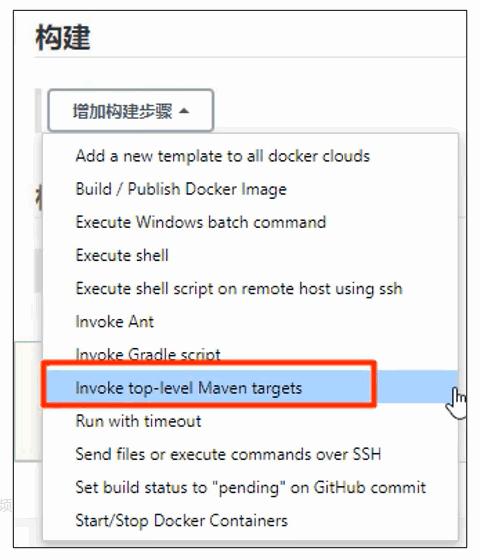 构建
增加构建步骤
Add a new template to all docker clouds
Build / Publish Docker Image
Execute Windows batch command
Execute shell
Execute shell script on remote host using ssh
Invoke Ant
Invoke Gradle script
Invoke top-level Maven targets
Run with timeout
Send files or execute commands over SSH
Set build status to "pending" on GitHub commit
Start/Stop Docker Containers
项